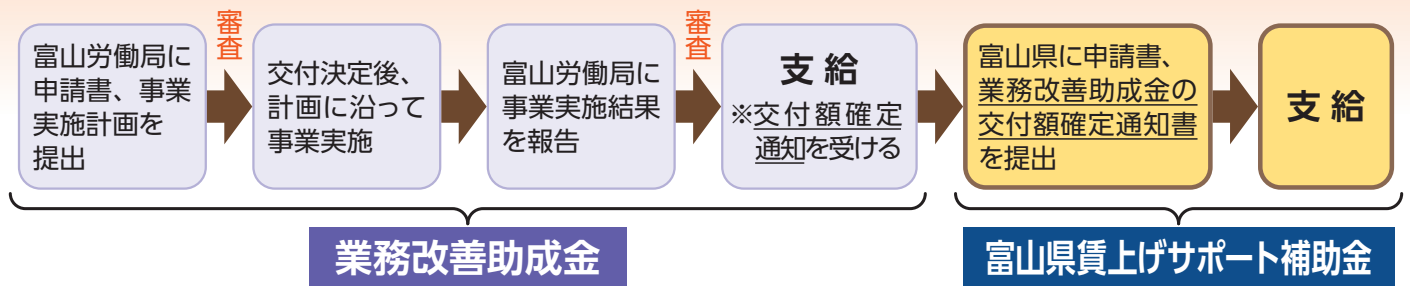 富山労働局に
申請書、事業
実施計画を
提出
審査
交付決定後、
計画に沿って
事業実施
富山労働局に
事業実施結果
を報告
審査
支給
※交付額確定
通知を受ける
富山県に申請書、
業務改善助成金の
交付額確定通知書
を提出
支給
業務改善助成金
富山県賃上げサポート補助金